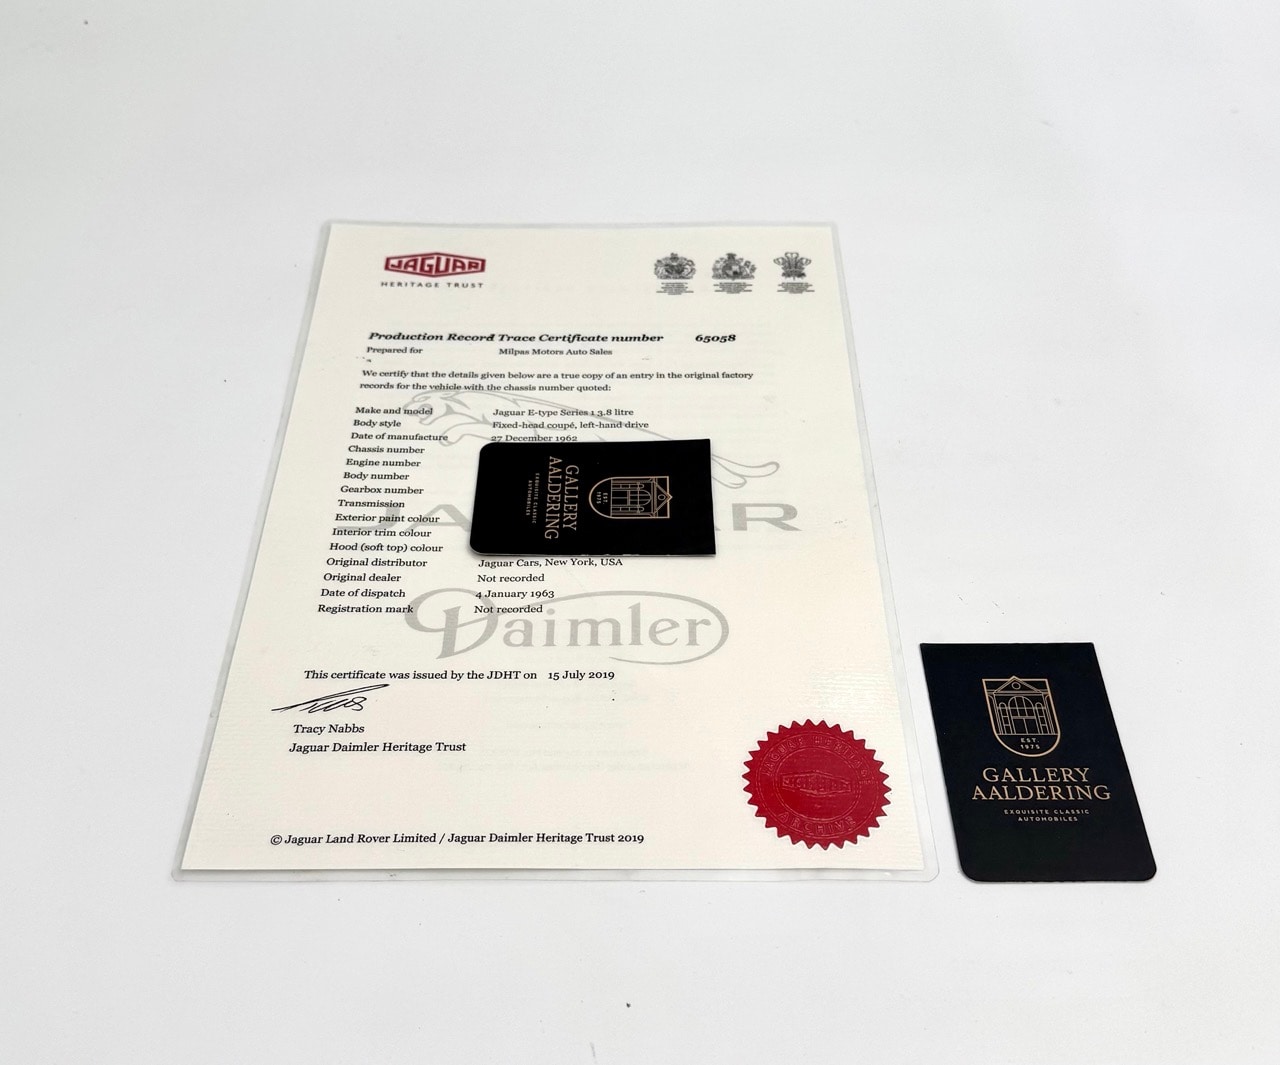 JAGUAR
HERITAGE TRUST
Production Record Trace Certificate number 65058
Prepared for Milpas Motors Auto Sales
We certify that the details given below are a true copy of an entry in the original factory
records for the vehicle with the chassis number quoted:
Make and model Jaguar E-type Series 1 3.8 litre
Body style Fixed-head coupé, left-hand drive
Date of manufacture 27 December 1962
Chassis number
Engine number
Body number
Gearbox number
Transmission
Exterior paint colour
Interior trim colour
Hood (soft top) colour
Original distributor Jaguar Cars, New York, USA
Original dealer Not recorded
Date of dispatch 4 January 1963
Registration mark Not recorded
Daimler
This certificate was issued by the JDHT on 15 July 2019
Tracy Nabbs
Jaguar Daimler Heritage Trust
© Jaguar Land Rover Limited / Jaguar Daimler Heritage Trust 2019
JAGUAR HERITAGE
JAGUAR
ARCHIVE
EST.
1975
GALLERY
AALDERING
EXQUISITE CLASSIC
AUTOMOBILES
EST.
1975
GALLERY
AALDERING
EXQUISITE CLASSIC
AUTOMOBILES